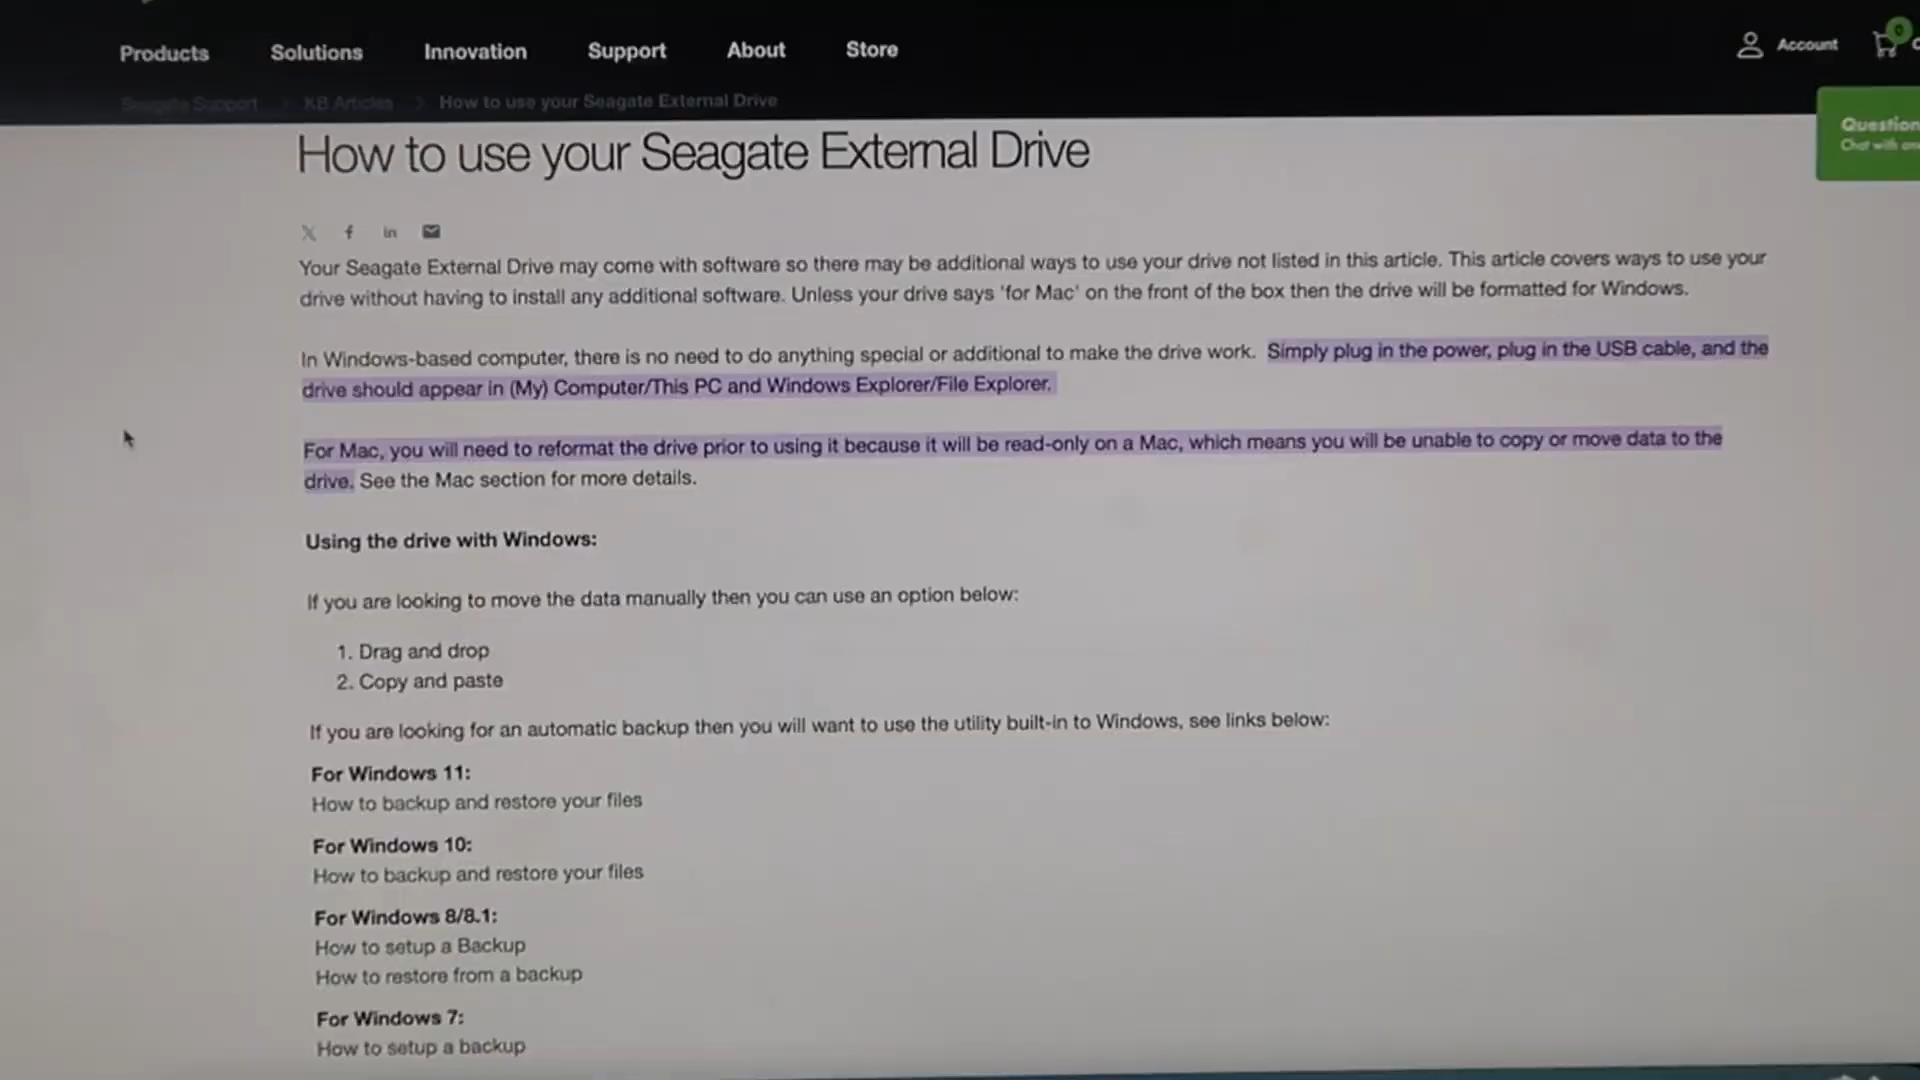 Products Solutions Innovation Support About Store Account 0
Seagate Support > KB Articles > How to use your Seagate External Drive
Question
Chat with
How to use your Seagate External Drive
Your Seagate External Drive may come with software so there may be additional ways to use your drive not listed in this article. This article covers ways to use your
drive without having to install any additional software. Unless your drive says 'for Mac' on the front of the box then the drive will be formatted for Windows.
In Windows-based computer, there is no need to do anything special or additional to make the drive work. Simply plug in the power, plug in the USB cable, and the
drive should appear in (My) Computer/This PC and Windows Explorer/File Explorer.
For Mac, you will need to reformat the drive prior to using it because it will be read-only on a Mac, which means you will be unable to copy or move data to the
drive. See the Mac section for more details.
Using the drive with Windows:
If you are looking to move the data manually then you can use an option below:
1. Drag and drop
2. Copy and paste
If you are looking for an automatic backup then you will want to use the utility built-in to Windows, see links below:
For Windows 11:
How to backup and restore your files
For Windows 10:
How to backup and restore your files
For Windows 8/8.1:
How to setup a Backup
How to restore from a backup
For Windows 7:
How to setup a backup